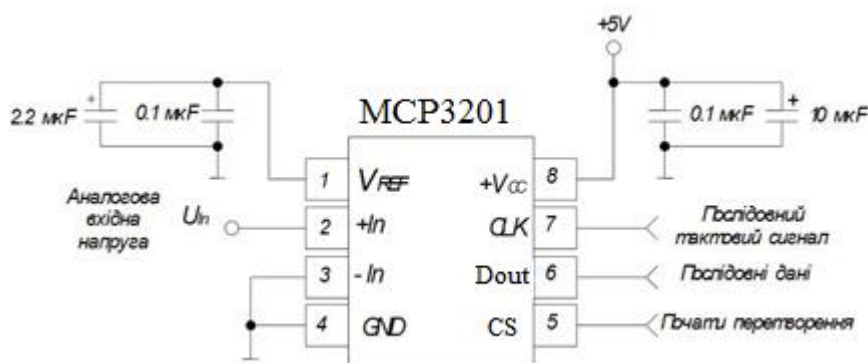 +5V
2.2 мкF
+
0.1 мкF
MCP3201
0.1 мкF
+
10 мкF
1
VREF
+VCC
8
Аналогова
вхідна
напруга
UIn
2
+In
CLK
7
Послідовний
тактовий сигнал
3
- In
Dout
6
Послідовні дані
4
GND
CS
5
Почати перетворення